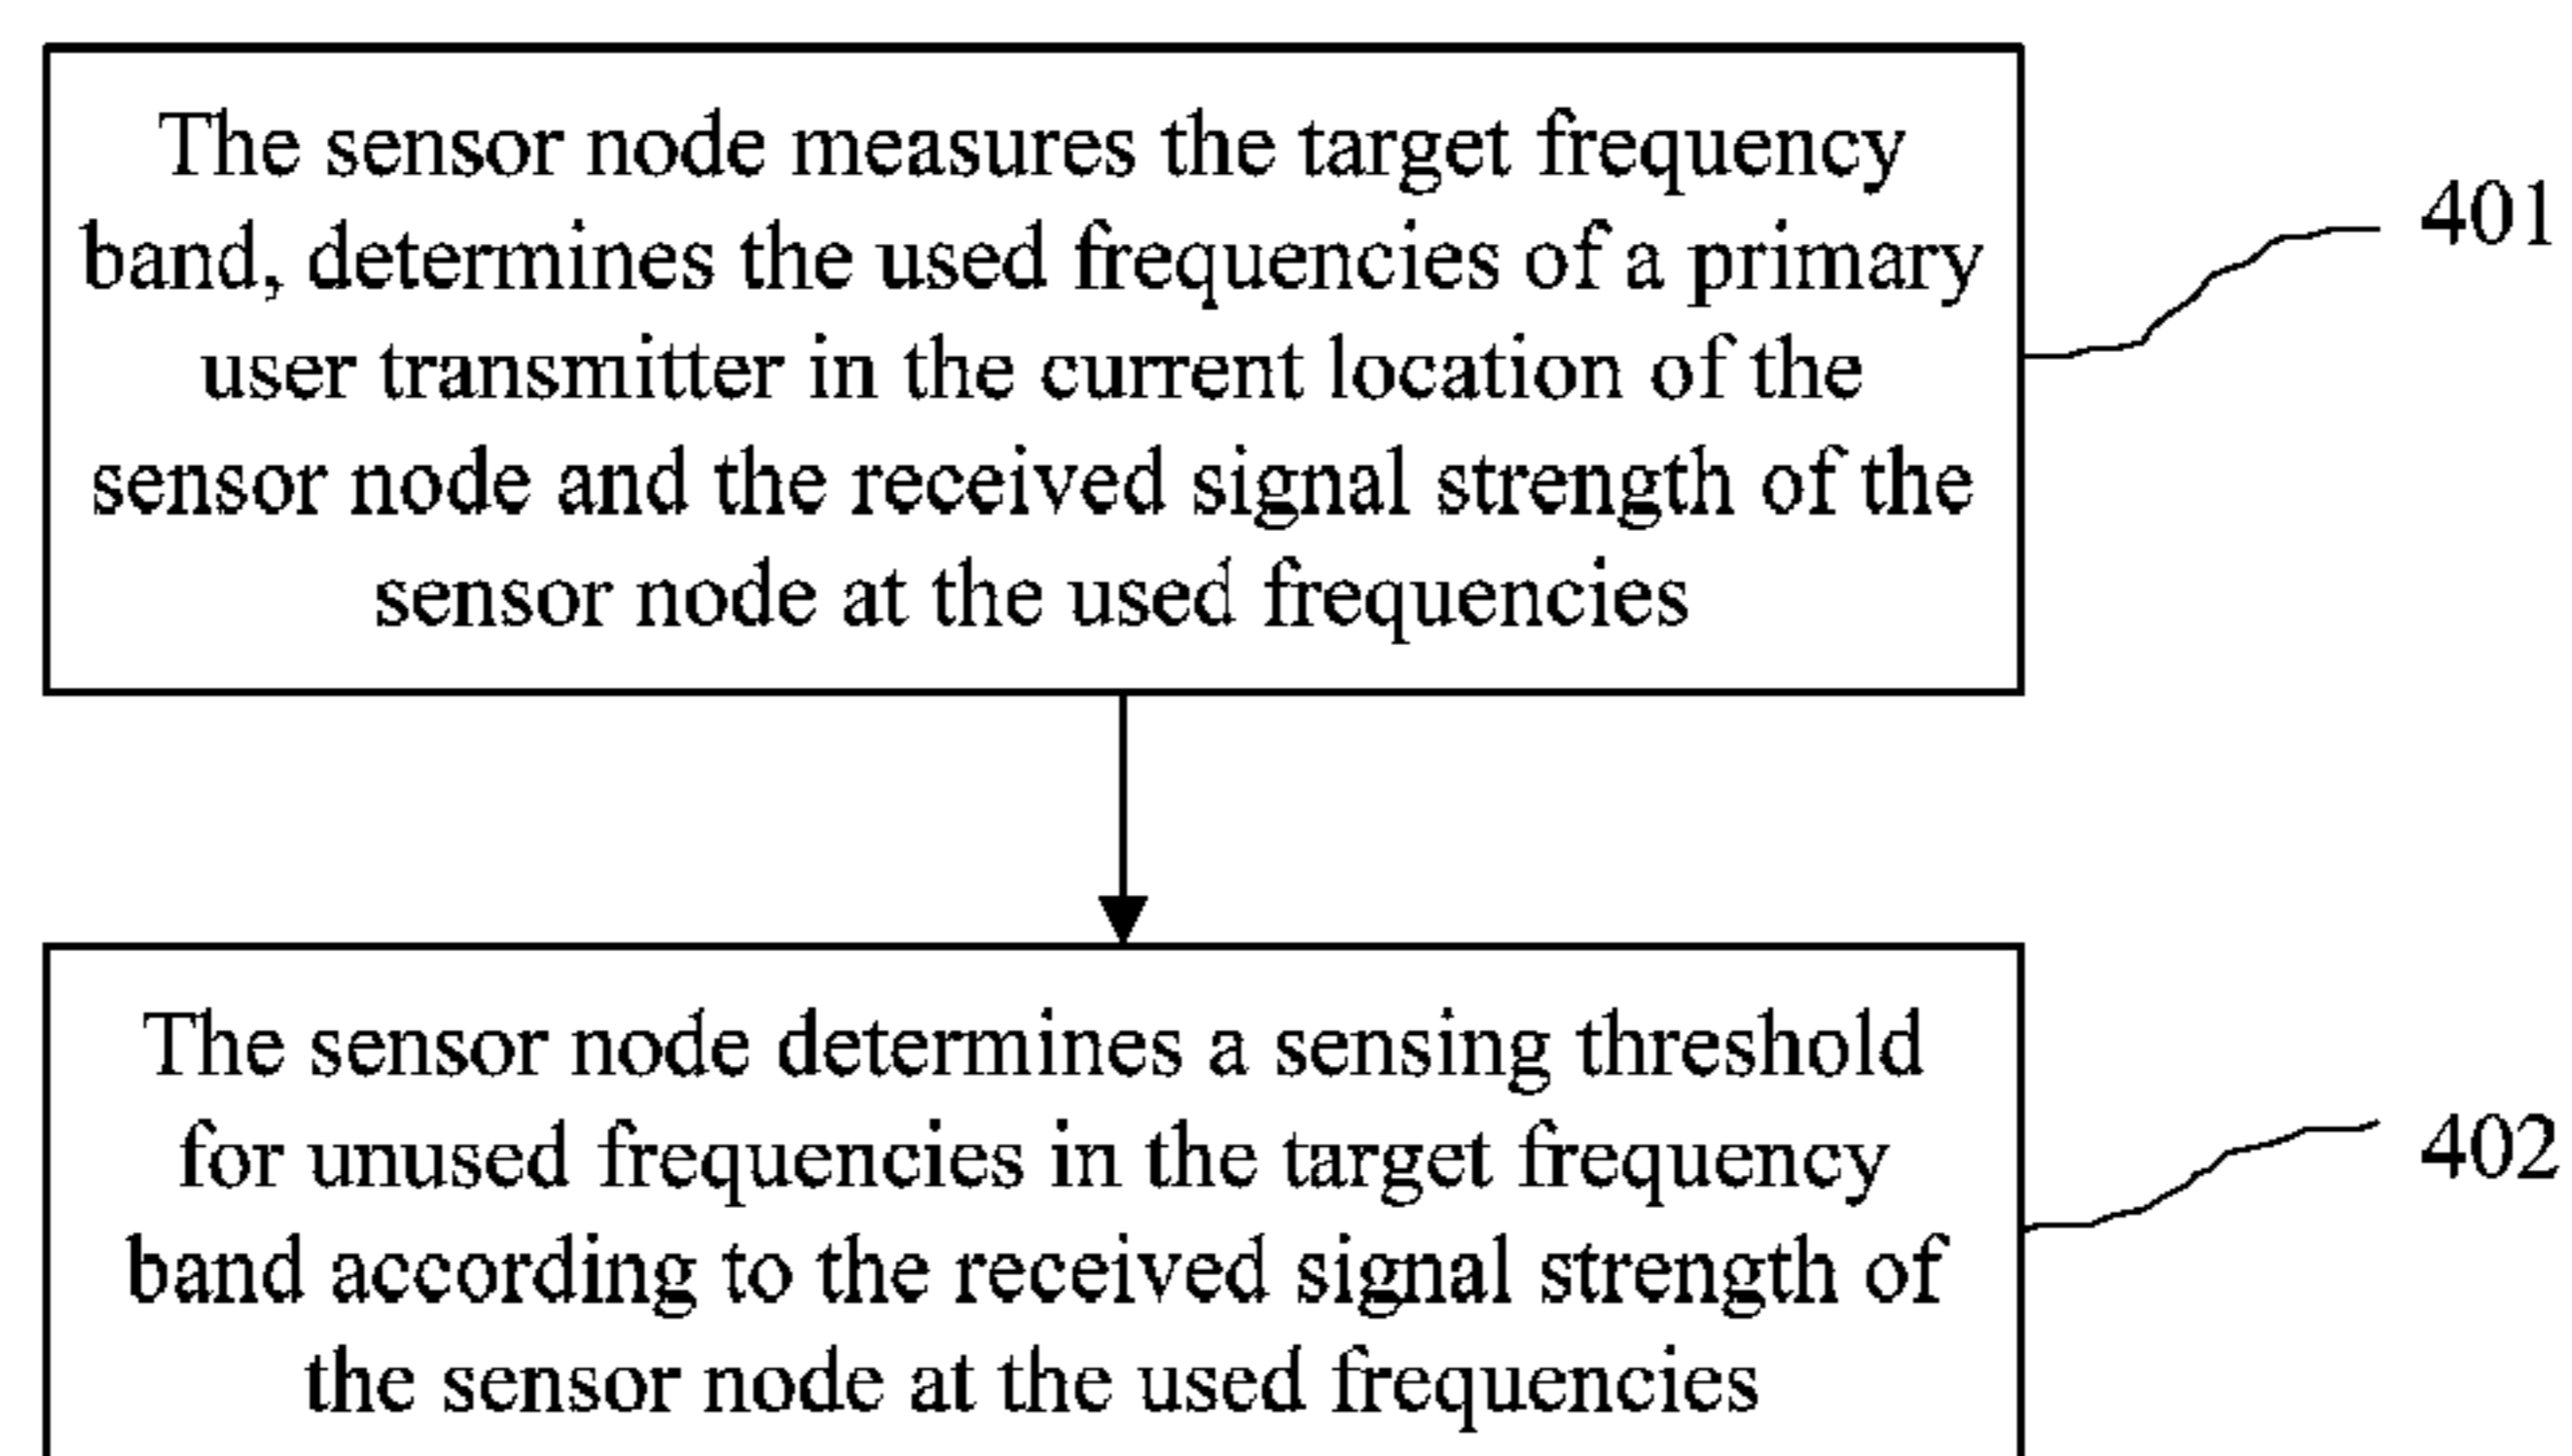 The sensor node measures the target frequency
band, determines the used frequencies of a primary
user transmitter in the current location of the
sensor node and the received signal strength of the
sensor node at the used frequencies
401
The sensor node determines a sensing threshold
for unused frequencies in the target frequency
band according to the received signal strength of
the sensor node at the used frequencies
402